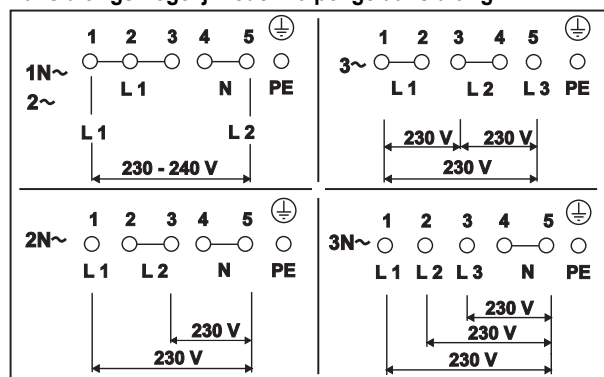 1 2 3 4 5
1N~
2~
L 1 N PE
L 1 L 2
230 - 240 V
1 2 3 4 5
3~
L 1 L 2 L 3 PE
230 V 230 V
230 V
1 2 3 4 5
2N~
L 1 L 2 N PE
230 V
230 V
1 2 3 4 5
3N~
L 1 L 2 L 3 N PE
230 V
230 V
230 V